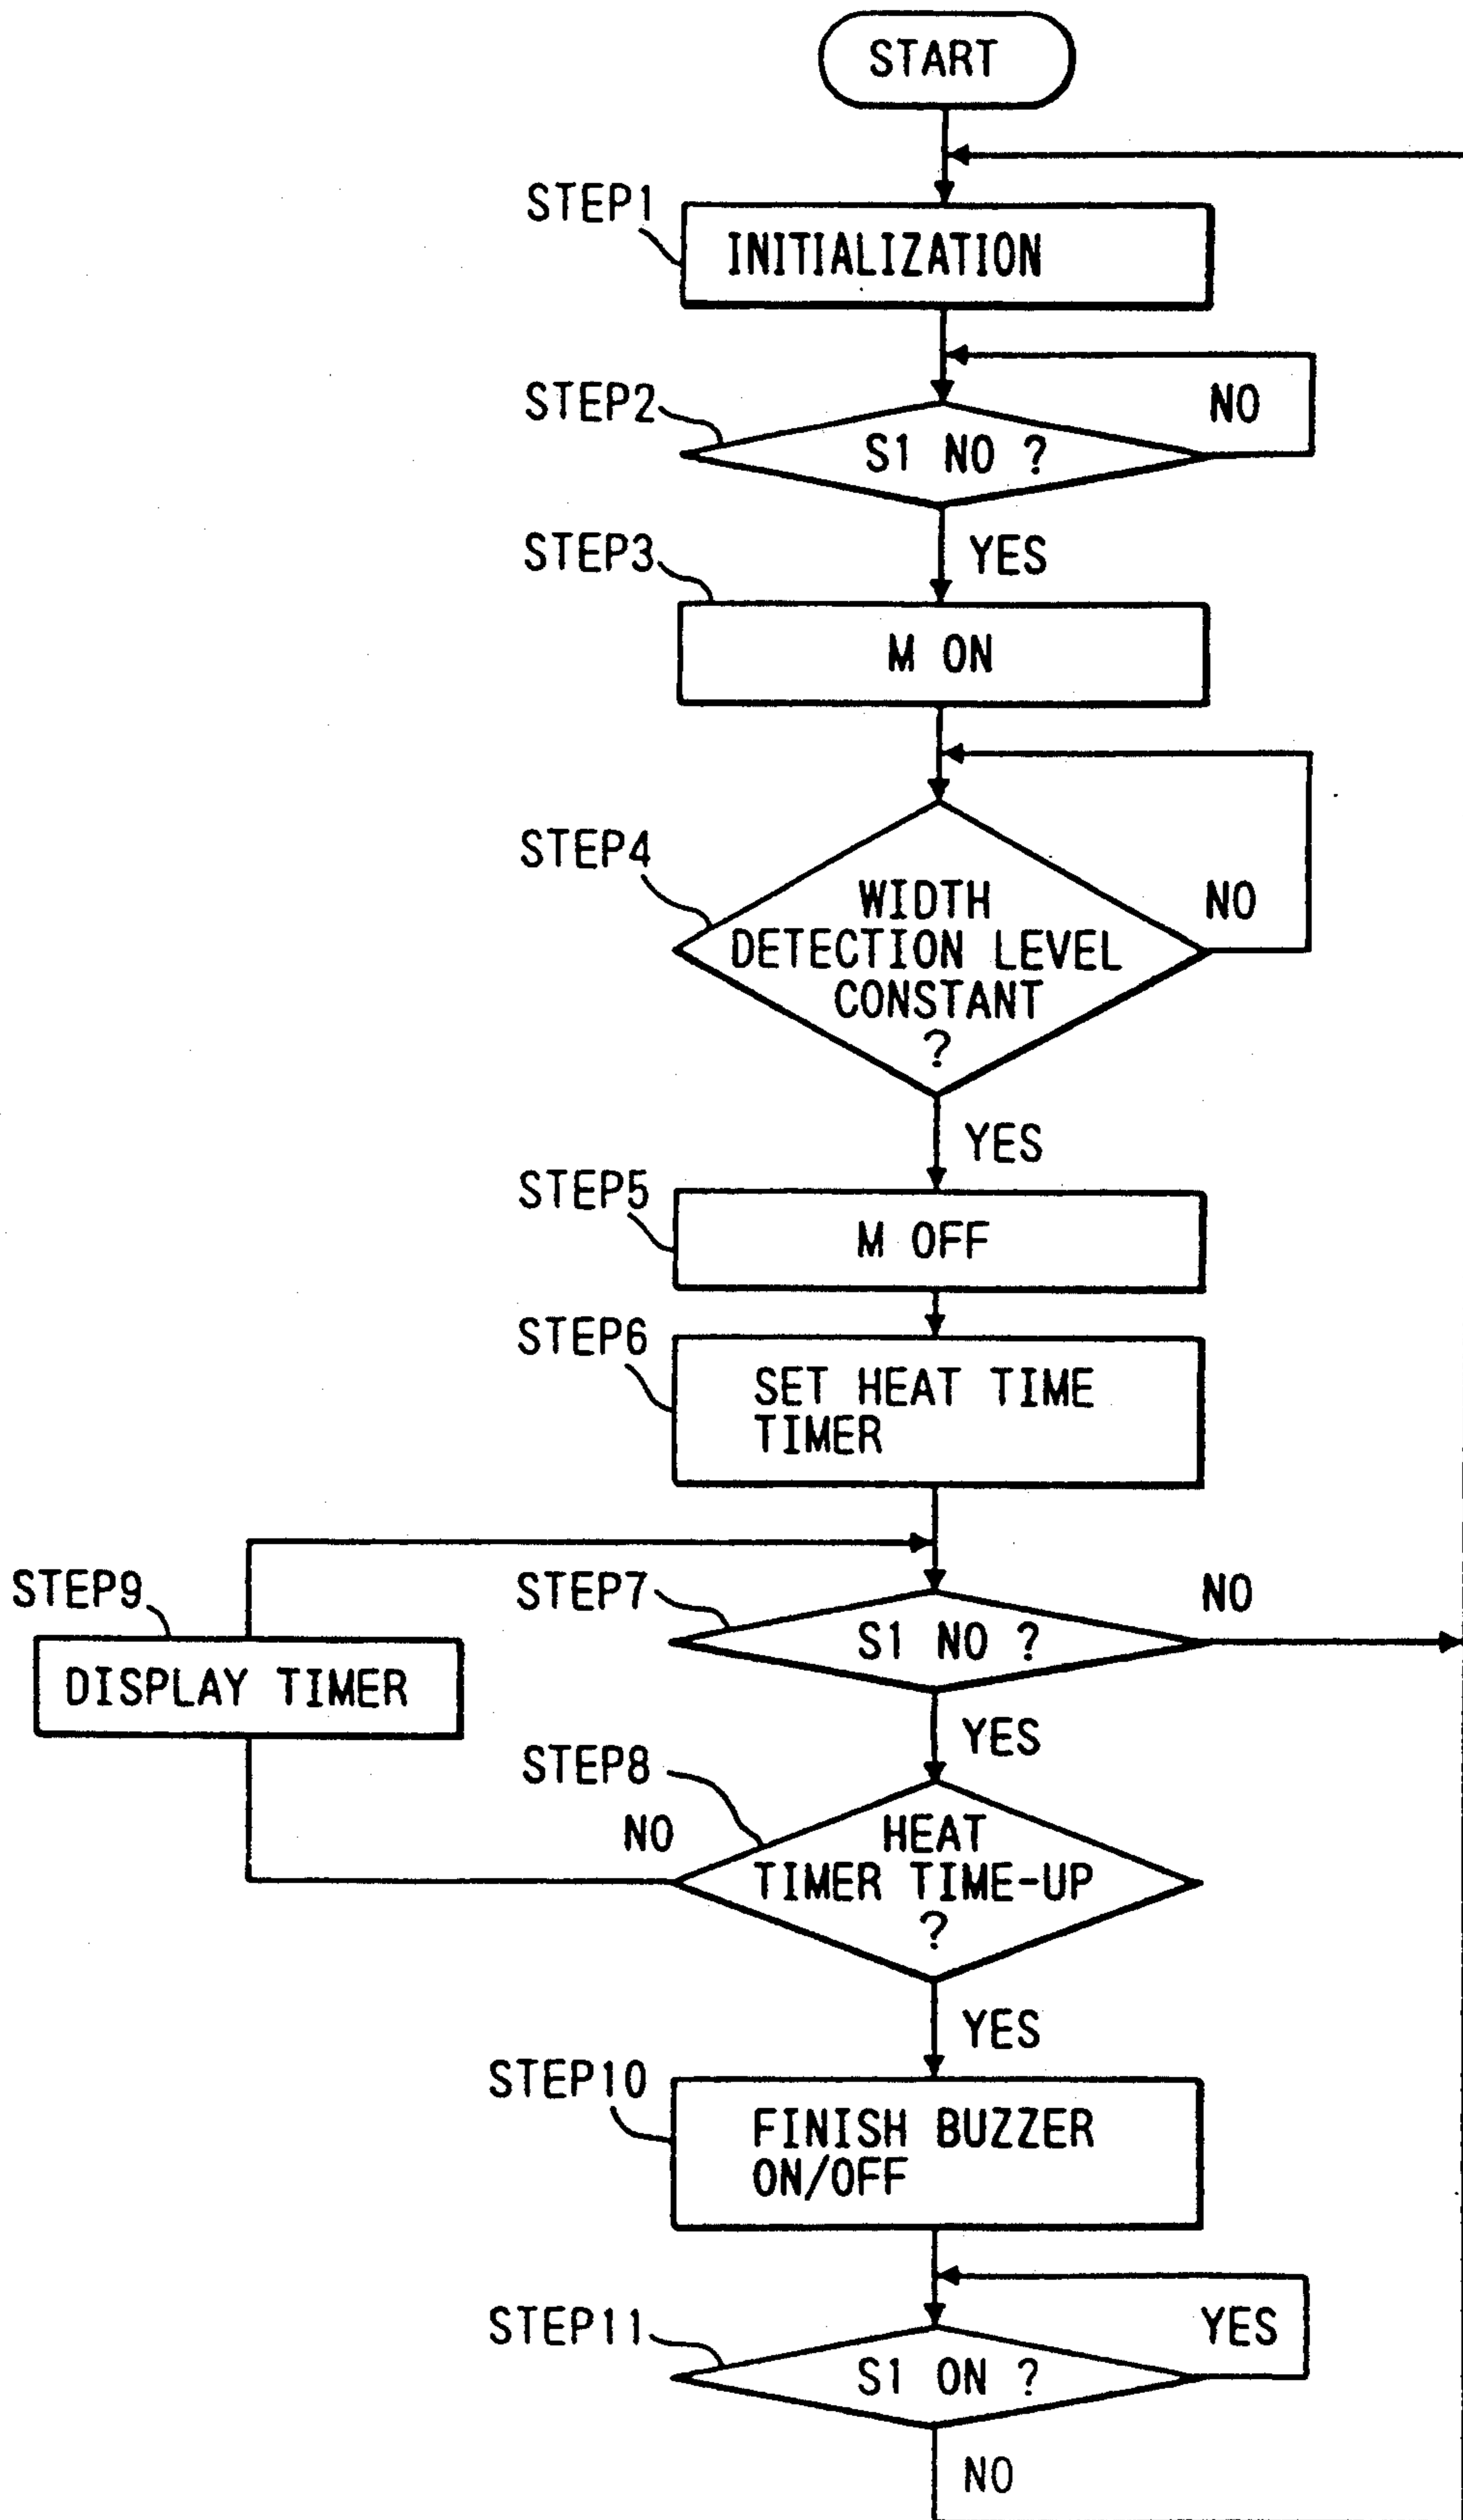 START
STEP1
INITIALIZATION
STEP2
S1 NO ?
NO
YES
STEP3
M ON
STEP4
WIDTH
DETECTION LEVEL
CONSTANT
?
NO
YES
STEP5
M OFF
STEP6
SET HEAT TIME
TIMER
STEP9
DISPLAY TIMER
STEP7
S1 NO ?
NO
YES
STEP8
NO
HEAT
TIMER TIME-UP
?
YES
STEP10
FINISH BUZZER
ON/OFF
STEP11
S1 ON ?
YES
NO